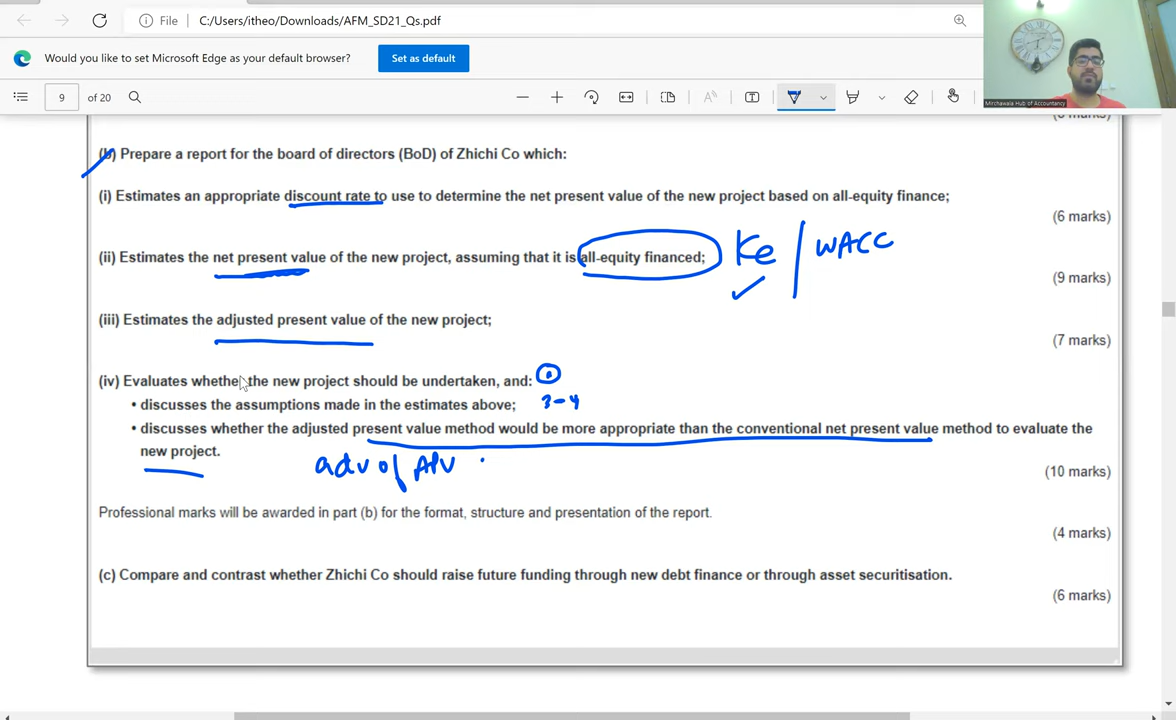 File C:/Users/itheo/Downloads/AFM_SD21_Qs.pdf
Mirchawala Hub of Accountancy
Would you like to set Microsoft Edge as your default browser? Set as default
9 of 20
(b) Prepare a report for the board of directors (BoD) of Zhichi Co which:
(i) Estimates an appropriate discount rate to use to determine the net present value of the new project based on all-equity finance;
(6 marks)
(ii) Estimates the net present value of the new project, assuming that it is all-equity financed; Ke / WACC
(9 marks)
(iii) Estimates the adjusted present value of the new project;
(7 marks)
(iv) Evaluates whether the new project should be undertaken, and:
• discusses the assumptions made in the estimates above; 3-4
• discusses whether the adjusted present value method would be more appropriate than the conventional net present value method to evaluate the
new project.
adv of APV
(10 marks)
Professional marks will be awarded in part (b) for the format, structure and presentation of the report.
(4 marks)
(c) Compare and contrast whether Zhichi Co should raise future funding through new debt finance or through asset securitisation.
(6 marks)